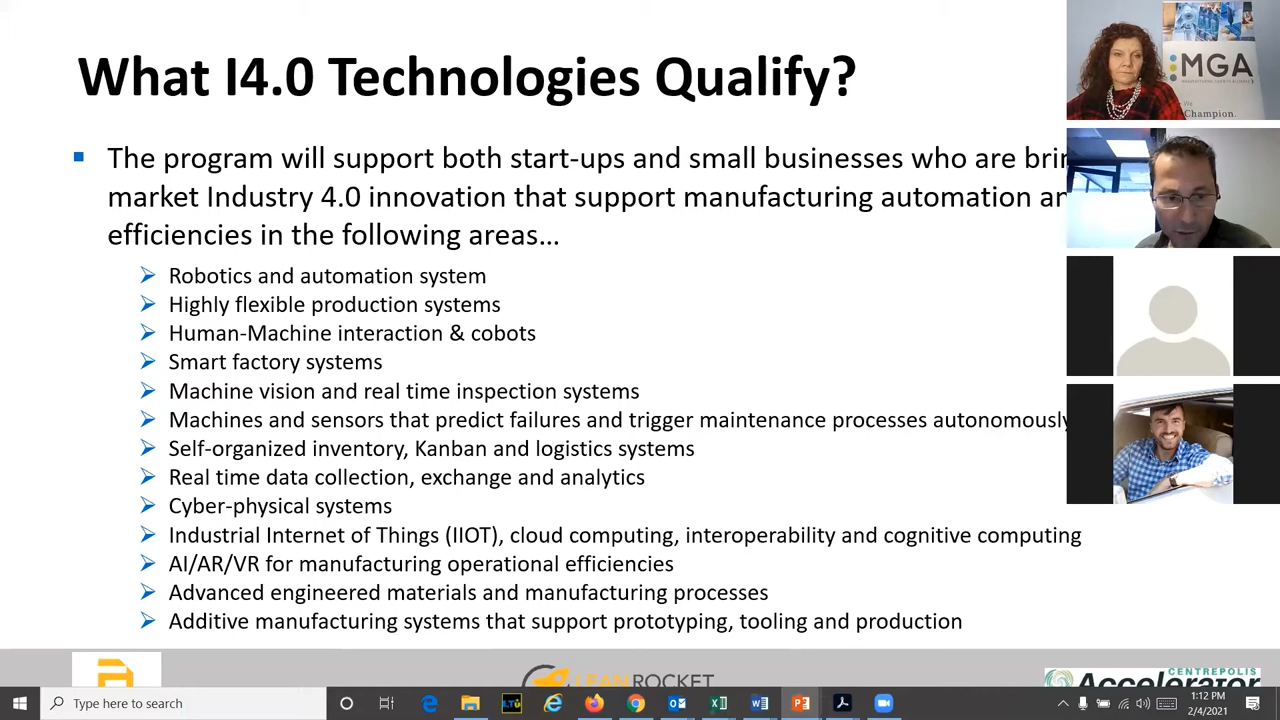 What I4.0 Technologies Qualify?
The program will support both start-ups and small businesses who are
market Industry 4.0 innovation that support manufacturing automation
efficiencies in the following areas...
Robotics and automation system
Highly flexible production systems
Human-Machine interaction & cobots
Smart factory systems
Machine vision and real time inspection systems
Machines and sensors that predict failures and trigger maintenance processes autonomously
Self-organized inventory, Kanban and logistics systems
Real time data collection, exchange and analytics
Cyber-physical systems
Industrial Internet of Things (IIOT), cloud computing, interoperability and cognitive computing
AI/AR/VR for manufacturing operational efficiencies
Advanced engineered materials and manufacturing processes
Additive manufacturing systems that support prototyping, tooling and production
MGA
We
Champion.
LEANROCKET
CENTREPOLIS
Accelerator
Type here to search
LTU
1:12 PM
2/4/2021